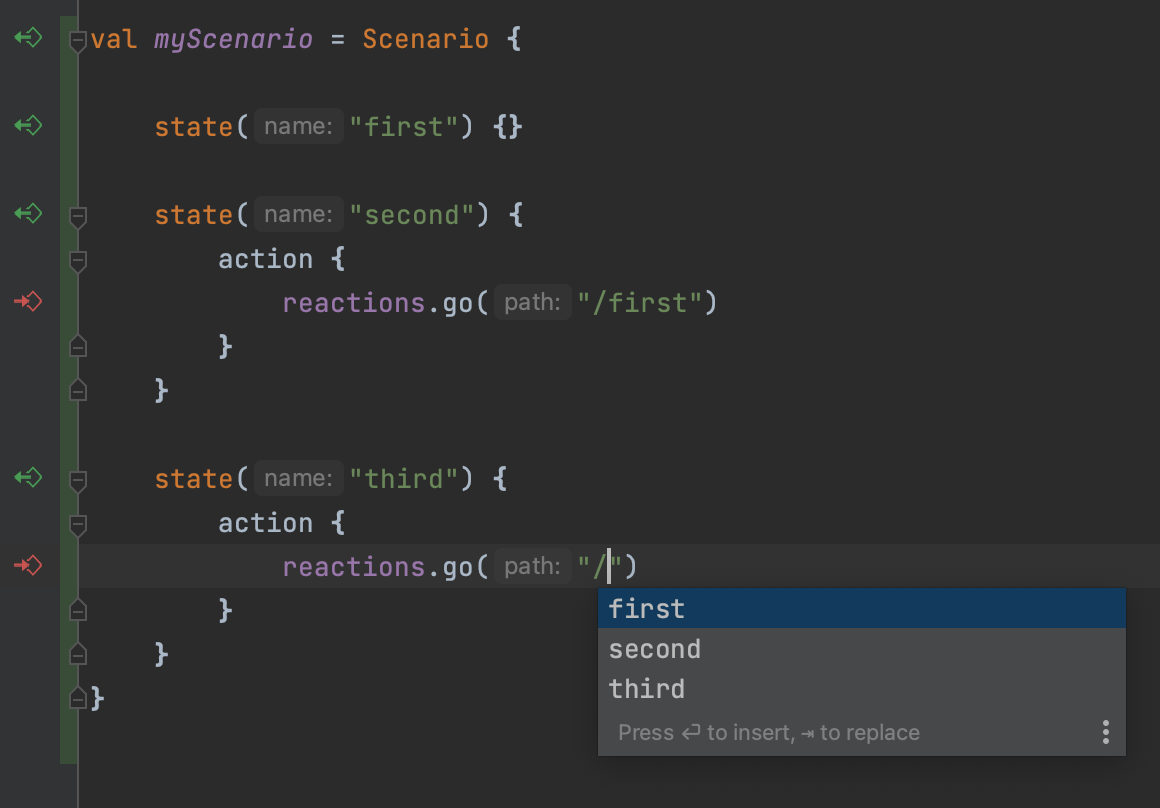 val myScenario = Scenario {
state( name: "first") {}
state( name: "second") {
action {
reactions.go( path: "/first")
}
}
state( name: "third") {
action {
reactions.go( path: "/")
}
}
}
first
second
third
Press ⏎ to insert, ⇥ to replace